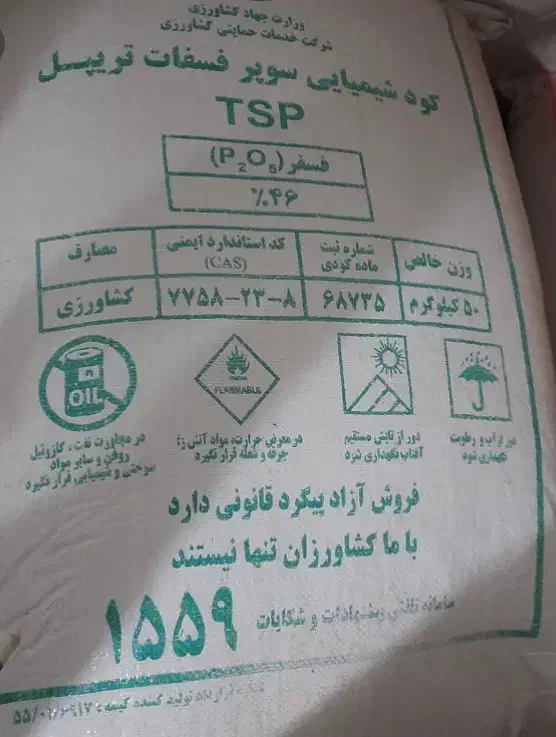 وزارت جهاد کشاورزی
شرکت خدمات حمایتی کشاورزی
کود شیمیایی سوپر فسفات تریپل
TSP
فسفر (P₂O₅)
٪۴۶
وزن خالص شماره ثبت ماده کودی کد استاندارد ایمنی (CAS) مصارف
۵۰ کیلوگرم ۶۸۷۳۵ ۷۷۵۸-۲۳-۸ کشاورزی
OIL
FLAMMABLE
دور از آب و رطوبت
نگهداری شود
دور از تابش مستقیم
آفتاب نگهداری شود
در معرض حرارت، مواد آتش زا
جرقه و شعله قرار نگیرد
در مجاورت نفت، گازوئیل
روغن و سایر مواد
سوختی و شیمیایی قرار نگیرد
فروش آزاد پیگرد قانونی دارد
با ما کشاورزان تنها نیستند
سامانه تلفنی پیشنهادات و شکایات
۱۵۵۹
تولید کننده کیسه: